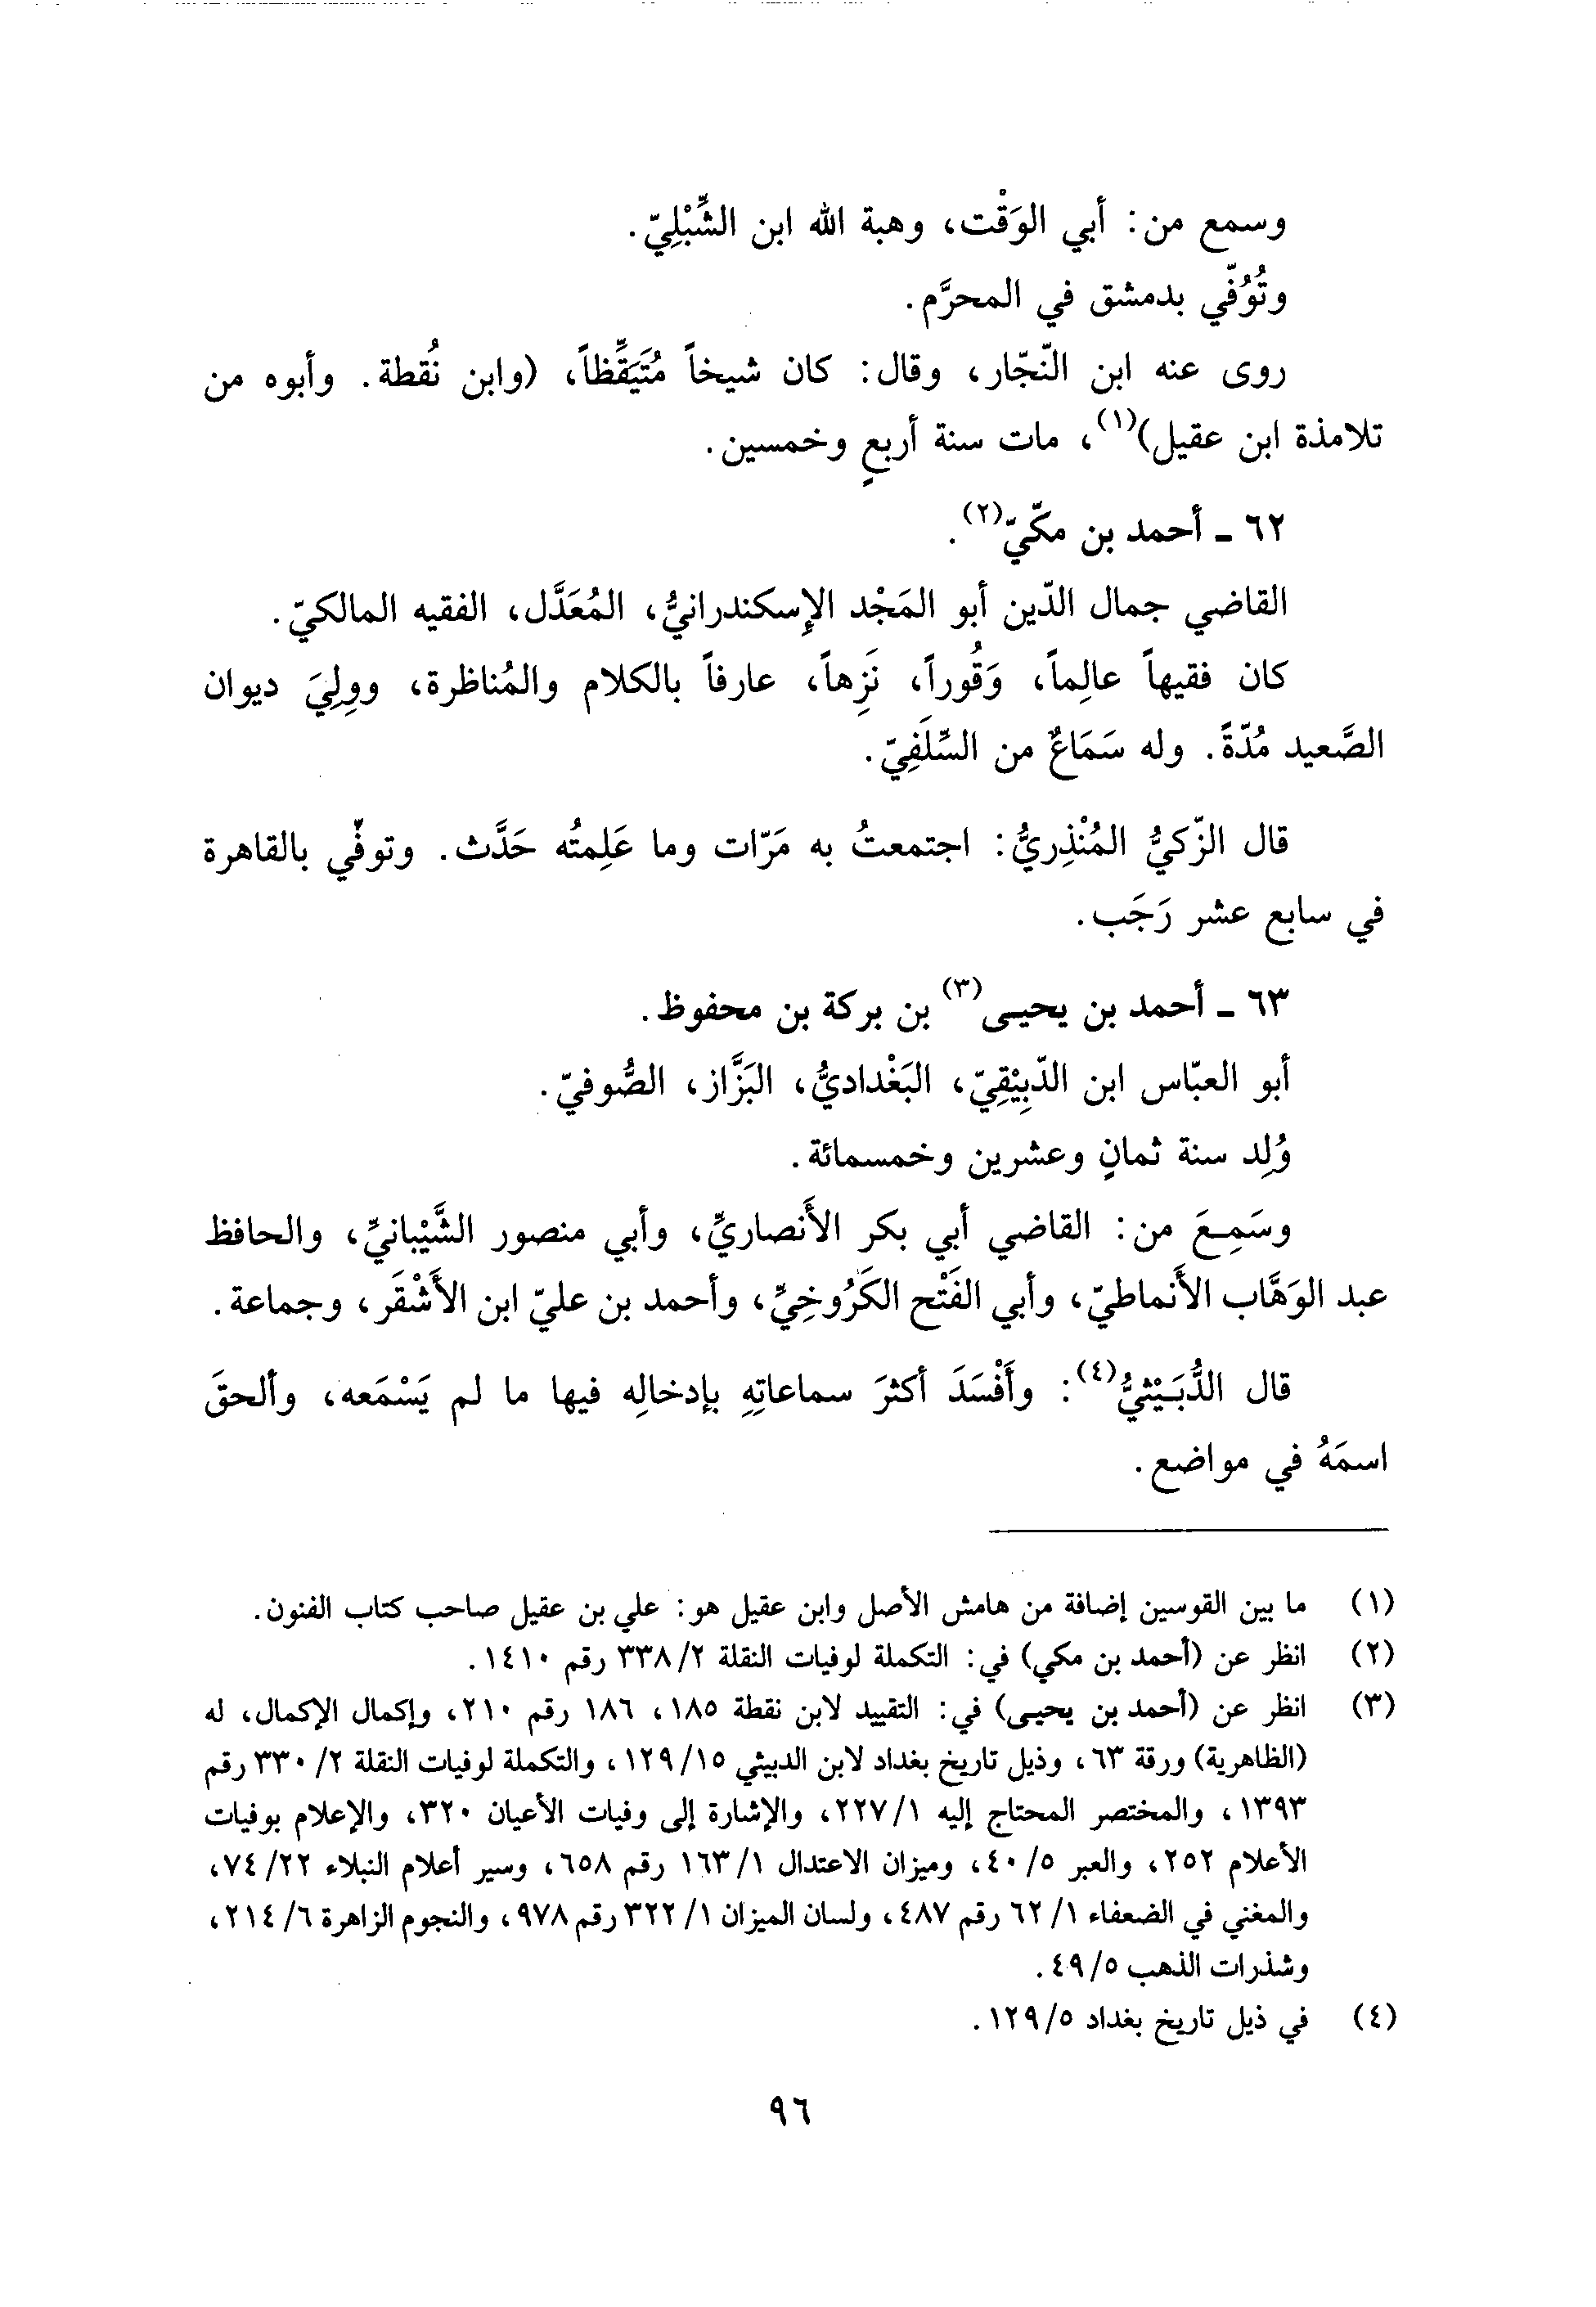 وسمع من: أبي الوَقْت، وهبة الله ابن الشِّبْلِيّ.
وتُوُفّي بدمشق في المحرَّم.
روى عنه ابن النّجّار، وقال: كان شيخاً مُتَيَقِّظاً، (وابن نُقطة. وأبوه من
تلامذة ابن عقيل)(١)، مات سنة أربعٍ وخمسين.
٦٢ ـ أحمد بن مكّيّ(٢).
القاضي جمال الدّين أبو المَجْد الإسكندرانيُّ، المُعَدَّل، الفقيه المالكيّ.
كان فقيهاً عالِماً، وَقُوراً، نَزِهاً، عارفاً بالكلام والمُناظرة، ووِلِيَ ديوان
الصَّعيد مُدّةً. وله سَمَاعٌ من السِّلَفِيّ.
قال الزّكيُّ المُنْذِريُّ: اجتمعتُ به مَرّات وما عَلِمتُه حَدَّث. وتوفّي بالقاهرة
في سابع عشر رَجَب.
٦٣ ـ أحمد بن يحيى(٣) بن بركة بن محفوظ.
أبو العبّاس ابن الدّبِيْقِيّ، البَغْداديُّ، البَزَّاز، الصُّوفيّ.
وُلِد سنة ثمانٍ وعشرين وخمسمائة.
وسَمِعَ من: القاضي أبي بكر الأَنصاريِّ، وأبي منصور الشَّيْبانيِّ، والحافظ
عبد الوَهَّاب الأَنماطيّ، وأبي الفَتْح الكَرُوخِيِّ، وأحمد بن عليّ ابن الأَشْقَر، وجماعة.
قال الدُّبَيْثيُّ(٤): وأَفْسَدَ أكثرَ سماعاتِهِ بإدخالِه فيها ما لم يَسْمَعه، وألحقَ
اسمَهُ في مواضع.
(١) ما بين القوسين إضافة من هامش الأصل وابن عقيل هو: علي بن عقيل صاحب كتاب الفنون.
(٢) انظر عن (أحمد بن مكي) في: التكملة لوفيات النقلة ٢/ ٣٣٨ رقم ١٤١٠.
(٣) انظر عن (أحمد بن يحيى) في: التقييد لابن نقطة ١٨٥، ١٨٦ رقم ٢١٠، وإكمال الإكمال، له
(الظاهرية) ورقة ٦٣، وذيل تاريخ بغداد لابن الدبيثي ١٥/ ١٢٩، والتكملة لوفيات النقلة ٢/ ٣٣٠ رقم
١٣٩٣، والمختصر المحتاج إليه ١/ ٢٢٧، والإشارة إلى وفيات الأعيان ٣٢٠، والإعلام بوفيات
الأعلام ٢٥٢، والعبر ٥/ ٤٠، وميزان الاعتدال ١/ ١٦٣ رقم ٦٥٨، وسير أعلام النبلاء ٢٢/ ٧٤،
والمغني في الضعفاء ١/ ٦٢ رقم ٤٨٧، ولسان الميزان ١/ ٣٢٢ رقم ٩٧٨، والنجوم الزاهرة ٦/ ٢١٤،
وشذرات الذهب ٥/ ٤٩.
(٤) في ذيل تاريخ بغداد ٥/ ١٢٩.
٩٦